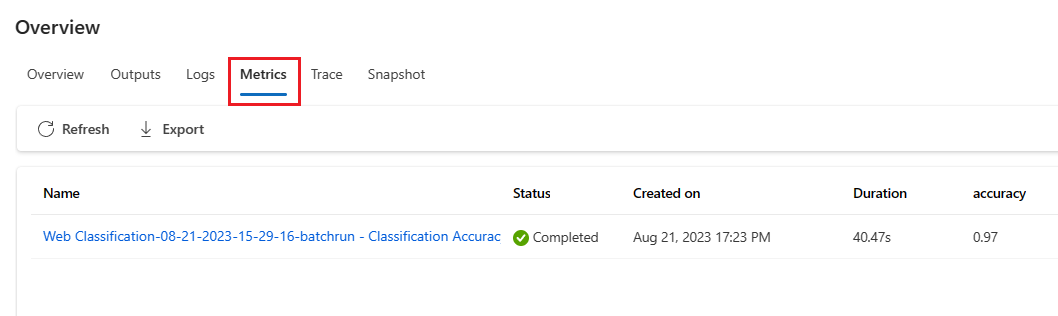 Overview
Overview Outputs Logs Metrics Trace Snapshot
Refresh Export
Name Status Created on Duration accuracy
Web Classification-08-21-2023-15-29-16-batchrun - Classification Accurac Completed Aug 21, 2023 17:23 PM 40.47s 0.97